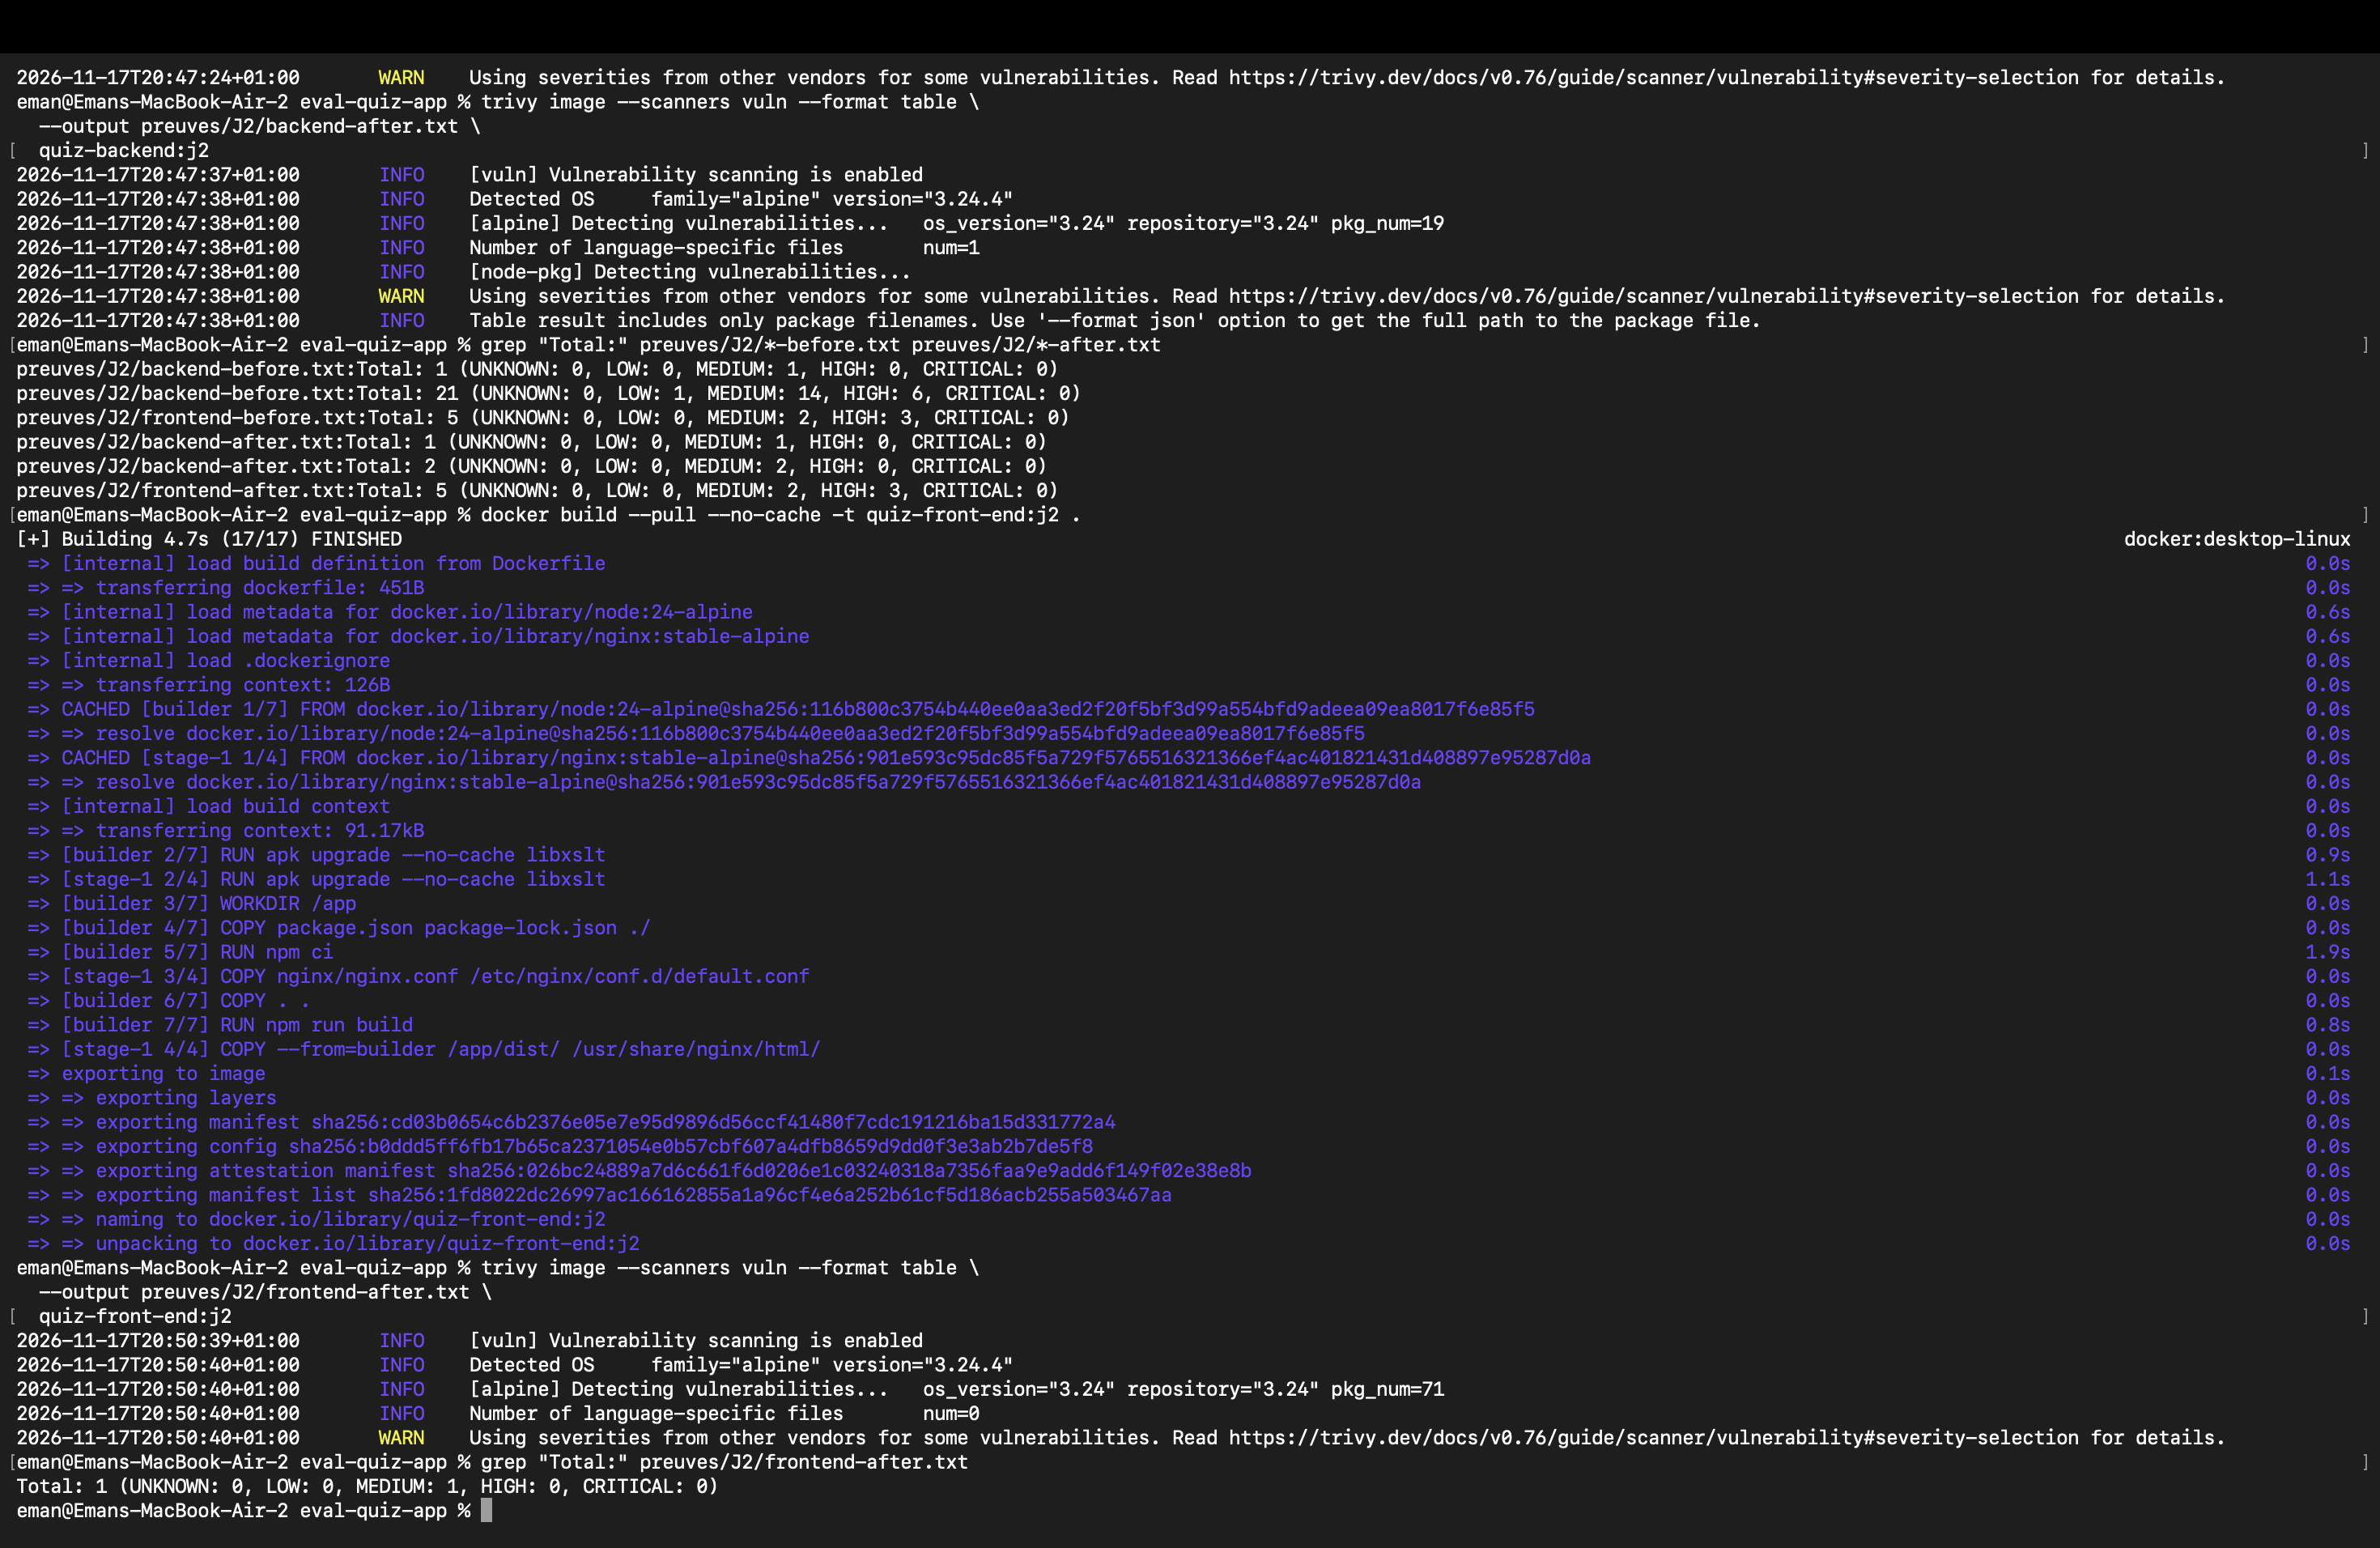 2026-11-17T20:47:24+01:00 WARN Using severities from other vendors for some vulnerabilities. Read https://trivy.dev/docs/v0.76/guide/scanner/vulnerability#severity-selection for details.
eman@Emans-MacBook-Air-2 eval-quiz-app % trivy image --scanners vuln --format table \
--output preuves/J2/backend-after.txt \
[ quiz-backend:j2 ]
2026-11-17T20:47:37+01:00 INFO [vuln] Vulnerability scanning is enabled
2026-11-17T20:47:38+01:00 INFO Detected OS family="alpine" version="3.24.4"
2026-11-17T20:47:38+01:00 INFO [alpine] Detecting vulnerabilities... os_version="3.24" repository="3.24" pkg_num=19
2026-11-17T20:47:38+01:00 INFO Number of language-specific files num=1
2026-11-17T20:47:38+01:00 INFO [node-pkg] Detecting vulnerabilities...
2026-11-17T20:47:38+01:00 WARN Using severities from other vendors for some vulnerabilities. Read https://trivy.dev/docs/v0.76/guide/scanner/vulnerability#severity-selection for details.
2026-11-17T20:47:38+01:00 INFO Table result includes only package filenames. Use '--format json' option to get the full path to the package file.
[eman@Emans-MacBook-Air-2 eval-quiz-app % grep "Total:" preuves/J2/*-before.txt preuves/J2/*-after.txt ]
preuves/J2/backend-before.txt:Total: 1 (UNKNOWN: 0, LOW: 0, MEDIUM: 1, HIGH: 0, CRITICAL: 0)
preuves/J2/backend-before.txt:Total: 21 (UNKNOWN: 0, LOW: 1, MEDIUM: 14, HIGH: 6, CRITICAL: 0)
preuves/J2/frontend-before.txt:Total: 5 (UNKNOWN: 0, LOW: 0, MEDIUM: 2, HIGH: 3, CRITICAL: 0)
preuves/J2/backend-after.txt:Total: 1 (UNKNOWN: 0, LOW: 0, MEDIUM: 1, HIGH: 0, CRITICAL: 0)
preuves/J2/backend-after.txt:Total: 2 (UNKNOWN: 0, LOW: 0, MEDIUM: 2, HIGH: 0, CRITICAL: 0)
preuves/J2/frontend-after.txt:Total: 5 (UNKNOWN: 0, LOW: 0, MEDIUM: 2, HIGH: 3, CRITICAL: 0)
[eman@Emans-MacBook-Air-2 eval-quiz-app % docker build --pull --no-cache -t quiz-front-end:j2 . ]
[+] Building 4.7s (17/17) FINISHED docker:desktop-linux
=> [internal] load build definition from Dockerfile 0.0s
=> => transferring dockerfile: 451B 0.0s
=> [internal] load metadata for docker.io/library/node:24-alpine 0.6s
=> [internal] load metadata for docker.io/library/nginx:stable-alpine 0.6s
=> [internal] load .dockerignore 0.0s
=> => transferring context: 126B 0.0s
=> CACHED [builder 1/7] FROM docker.io/library/node:24-alpine@sha256:116b800c3754b440ee0aa3ed2f20f5bf3d99a554bfd9adeea09ea8017f6e85f5 0.0s
=> => resolve docker.io/library/node:24-alpine@sha256:116b800c3754b440ee0aa3ed2f20f5bf3d99a554bfd9adeea09ea8017f6e85f5 0.0s
=> CACHED [stage-1 1/4] FROM docker.io/library/nginx:stable-alpine@sha256:901e593c95dc85f5a729f5765516321366ef4ac401821431d408897e95287d0a 0.0s
=> => resolve docker.io/library/nginx:stable-alpine@sha256:901e593c95dc85f5a729f5765516321366ef4ac401821431d408897e95287d0a 0.0s
=> [internal] load build context 0.0s
=> => transferring context: 91.17kB 0.0s
=> [builder 2/7] RUN apk upgrade --no-cache libxslt 0.9s
=> [stage-1 2/4] RUN apk upgrade --no-cache libxslt 1.1s
=> [builder 3/7] WORKDIR /app 0.0s
=> [builder 4/7] COPY package.json package-lock.json ./ 0.0s
=> [builder 5/7] RUN npm ci 1.9s
=> [stage-1 3/4] COPY nginx/nginx.conf /etc/nginx/conf.d/default.conf 0.0s
=> [builder 6/7] COPY . . 0.0s
=> [builder 7/7] RUN npm run build 0.8s
=> [stage-1 4/4] COPY --from=builder /app/dist/ /usr/share/nginx/html/ 0.0s
=> exporting to image 0.1s
=> => exporting layers 0.0s
=> => exporting manifest sha256:cd03b0654c6b2376e05e7e95d9896d56ccf41480f7cdc191216ba15d331772a4 0.0s
=> => exporting config sha256:b0ddd5ff6fb17b65ca2371054e0b57cbf607a4dfb8659d9dd0f3e3ab2b7de5f8 0.0s
=> => exporting attestation manifest sha256:026bc24889a7d6c661f6d0206e1c03240318a7356faa9e9add6f149f02e38e8b 0.0s
=> => exporting manifest list sha256:1fd8022dc26997ac166162855a1a96cf4e6a252b61cf5d186acb255a503467aa 0.0s
=> => naming to docker.io/library/quiz-front-end:j2 0.0s
=> => unpacking to docker.io/library/quiz-front-end:j2 0.0s
eman@Emans-MacBook-Air-2 eval-quiz-app % trivy image --scanners vuln --format table \
--output preuves/J2/frontend-after.txt \
[ quiz-front-end:j2 ]
2026-11-17T20:50:39+01:00 INFO [vuln] Vulnerability scanning is enabled
2026-11-17T20:50:40+01:00 INFO Detected OS family="alpine" version="3.24.4"
2026-11-17T20:50:40+01:00 INFO [alpine] Detecting vulnerabilities... os_version="3.24" repository="3.24" pkg_num=71
2026-11-17T20:50:40+01:00 INFO Number of language-specific files num=0
2026-11-17T20:50:40+01:00 WARN Using severities from other vendors for some vulnerabilities. Read https://trivy.dev/docs/v0.76/guide/scanner/vulnerability#severity-selection for details.
[eman@Emans-MacBook-Air-2 eval-quiz-app % grep "Total:" preuves/J2/frontend-after.txt ]
Total: 1 (UNKNOWN: 0, LOW: 0, MEDIUM: 1, HIGH: 0, CRITICAL: 0)
eman@Emans-MacBook-Air-2 eval-quiz-app %